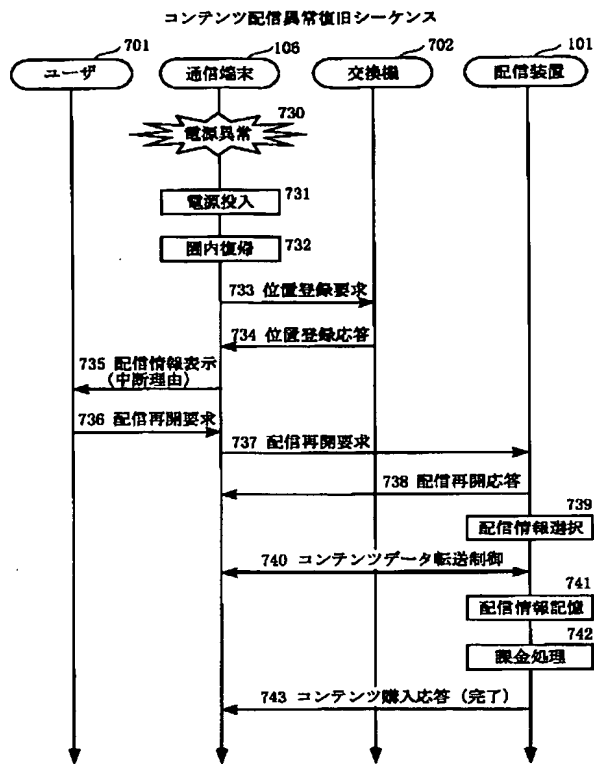 コンテンツ配信異常復旧シーケンス
701
106
702
101
ユーザ
通信端末
交換機
配信装置
730
電源異常
731
電源投入
732
圏内復帰
733 位置登録要求
734 位置登録応答
735 配信情報表示
(中断理由)
736 配信再開要求
737 配信再開要求
738 配信再開応答
739
配信情報選択
740 コンテンツデータ転送制御
741
配信情報記憶
742
課金処理
743 コンテンツ購入応答 (完了)